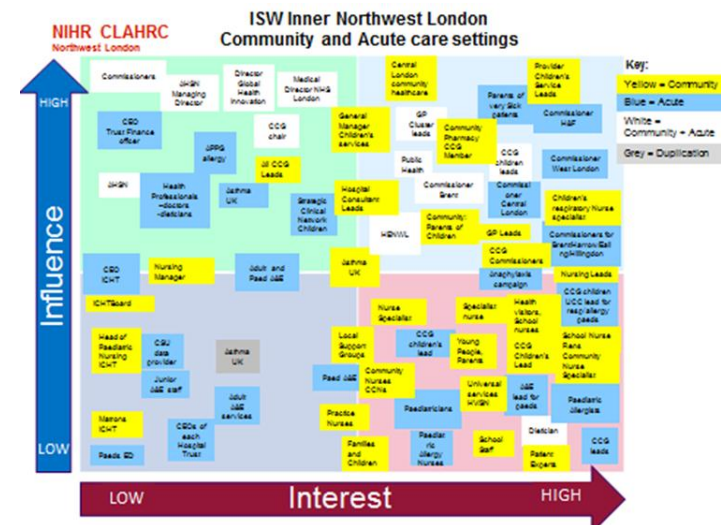 ISW Inner Northwest London
Community and Acute care settings
NIHR CLAHRC
Northwest London
Key:
Yellow = Community
Blue = Acute
White =
Community + Acute
Grey = Duplication
Influence
HIGH
LOW
Commissioners
AHSN
Managing
Director
Director
Global
Health
Innovation
Medical
Director NHS
London
CEO
Trust Finance
officer
APPG
allergy
CCG
chair
All CCG
Leads
AHSN
Health
Professionals
–doctors
-dieticians
Asthma
UK
Strategic
Clinical
Network
Children
General
Manager
Children's
services
Hospital
Consultant
Leads
Central
London
community
healthcare
GP
Cluster
leads
Community
Pharmacy
CCG
Member
Parents of
very Sick
patients
Provider
Children's
Service
Leads
Commissioner
H&F
Public
Health
CCG
children
leads
Commissioner
West London
Commissioner
Brent
Commissi
oner
Central
London
Children's
respiratory Nurse
specialist
HENWL
Community:
Parents of
Children
GP Leads
Commissioners for
Brent/Harrow/Eal
ing/Hillingdon
CCG
Commissioners
CEO
ICHT
Nursing
Manager
Adult and
Paed A&E
Asthma
UK
Anaphylaxis
campaign
Nursing Leads
ICHT Board
CCG children
UCC lead for
resp/allergy
paeds
Head of
Paediatric
Nursing
ICHT
CSU
data
provider
Asthma
UK
Junior
A&E staff
Adult
A&E
services
Matrons
ICHT
CEOs of
each
Hospital
Trust
Paeds ED
Nurse
Specialist
Specialist
nurse
Health
visitors,
School
nurses
Local
Support
Groups
CCG
children's
lead
Young
People,
Parents
CCG
Children's
Lead
School Nurse
Reps
Community
Nurse
Specialist
Paed A&E
Community
Nurses
CCNs
Universal
services
HV/SN
A&E
lead for
paeds
Paediatric
Allergists
Practice
Nurses
Paediatricians
Families
and
Children
Paediat
ric
Allergy
Nurses
School
Staff
Dietician
Patient
Experts
CCG
leads
LOW
Interest
HIGH